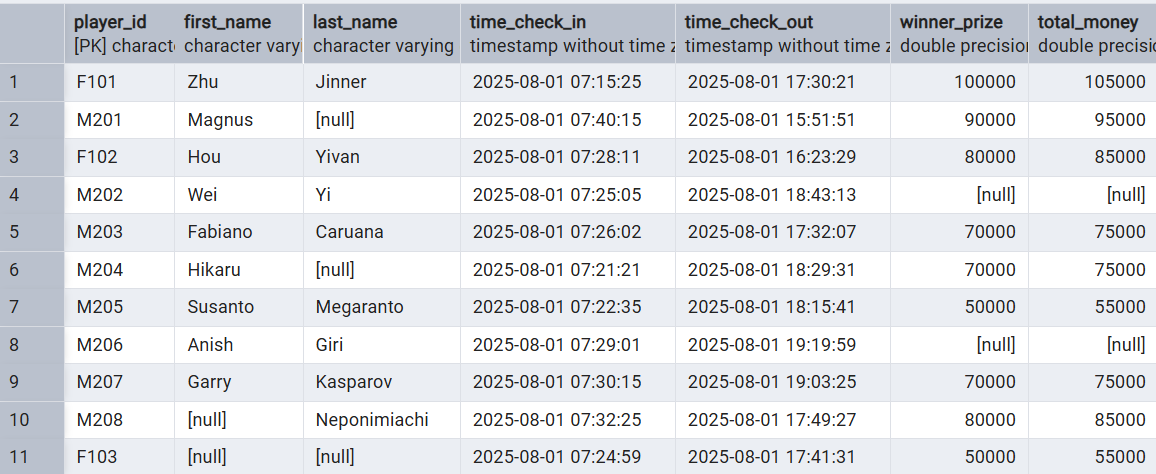 player_id first_name last_name time_check_in time_check_out winner_prize total_money
[PK] charact character vary character varying timestamp without time z timestamp without time z double precision double precisio
1 F101 Zhu Jinner 2025-08-01 07:15:25 2025-08-01 17:30:21 100000 105000
2 M201 Magnus [null] 2025-08-01 07:40:15 2025-08-01 15:51:51 90000 95000
3 F102 Hou Yivan 2025-08-01 07:28:11 2025-08-01 16:23:29 80000 85000
4 M202 Wei Yi 2025-08-01 07:25:05 2025-08-01 18:43:13 [null] [null]
5 M203 Fabiano Caruana 2025-08-01 07:26:02 2025-08-01 17:32:07 70000 75000
6 M204 Hikaru [null] 2025-08-01 07:21:21 2025-08-01 18:29:31 70000 75000
7 M205 Susanto Megaranto 2025-08-01 07:22:35 2025-08-01 18:15:41 50000 55000
8 M206 Anish Giri 2025-08-01 07:29:01 2025-08-01 19:19:59 [null] [null]
9 M207 Garry Kasparov 2025-08-01 07:30:15 2025-08-01 19:03:25 70000 75000
10 M208 [null] Neponimiachi 2025-08-01 07:32:25 2025-08-01 17:49:27 80000 85000
11 F103 [null] [null] 2025-08-01 07:24:59 2025-08-01 17:41:31 50000 55000